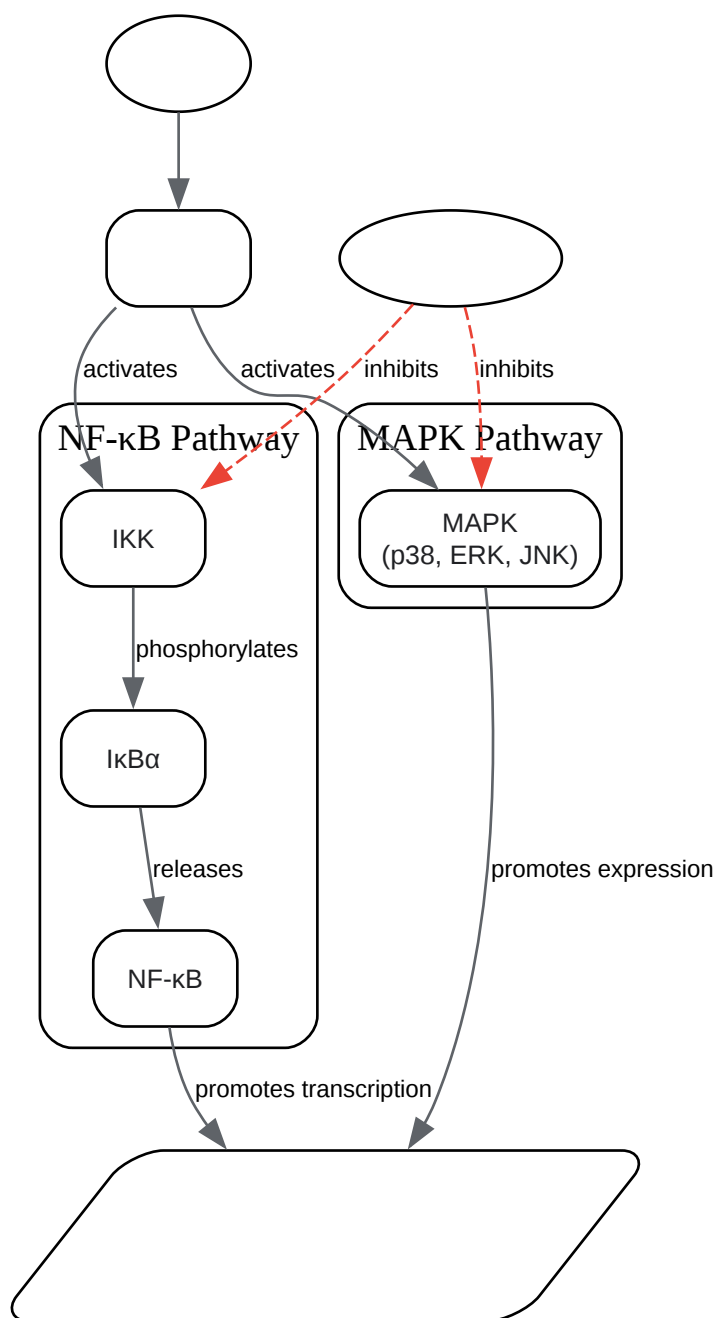 activates
activates
inhibits
inhibits
NF-κB Pathway
MAPK Pathway
IKK
MAPK
(p38, ERK, JNK)
phosphorylates
IκBα
releases
promotes expression
NF-κB
promotes transcription